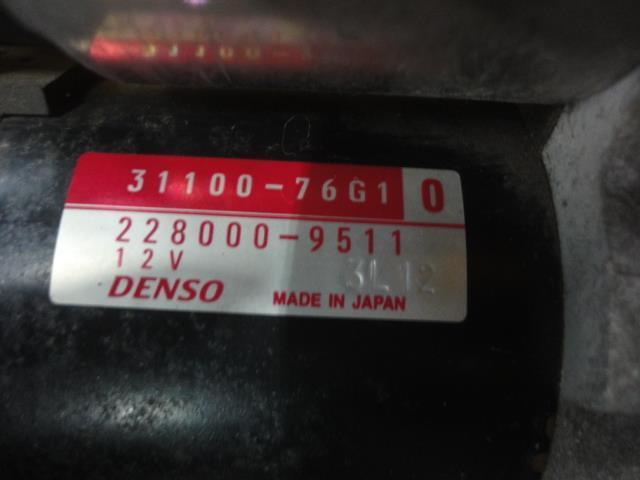 31100-76G1 0
228000-9511
12V 3L12
DENSO MADE IN JAPAN